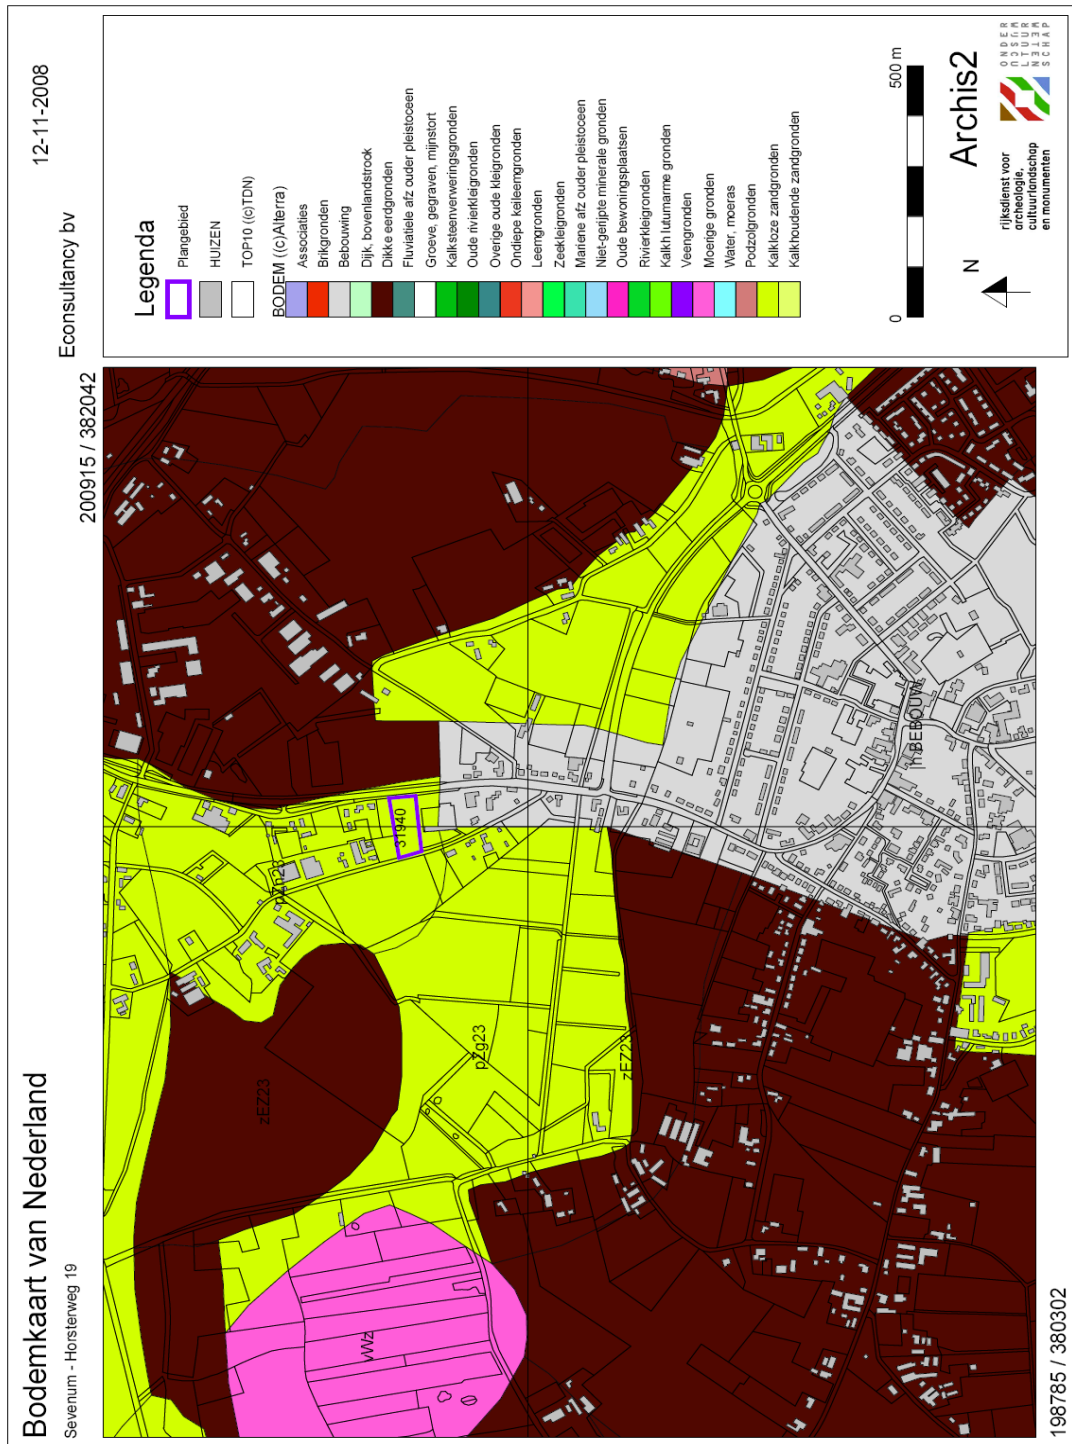 Bodemkaart van Nederland
Sevenum - Horsterweg 19
Econsultancy bv
12-11-2008
200915 / 382042
198785 / 380302
31940
pZn23
zEZ23
pZg23
zEZ23
vWz
|h BEBOUW
Legenda
Plangebied
HUIZEN
TOP10 ((c)TDN)
BODEM ((c)Alterra)
Associaties
Brikgronden
Bebouwing
Dijk, bovenlandstrook
Dikke eerdgronden
Fluviatiele afz ouder pleistoceen
Groeve, gegraven, mijnstort
Kalksteenverweringsgronden
Oude rivierkleigronden
Overige oude kleigronden
Ondiepe keileemgronden
Leemgronden
Zeekleigronden
Mariene afz ouder pleistoceen
Niet-gerijpte minerale gronden
Oude bewoningsplaatsen
Rivierkleigronden
Kalkh lutumarme gronden
Veengronden
Moerige gronden
Water, moeras
Podzolgronden
Kalkloze zandgronden
Kalkhoudende zandgronden
0
500 m
N
Archis2
rijksdienst voor
archeologie,
cultuurlandschap
en monumenten